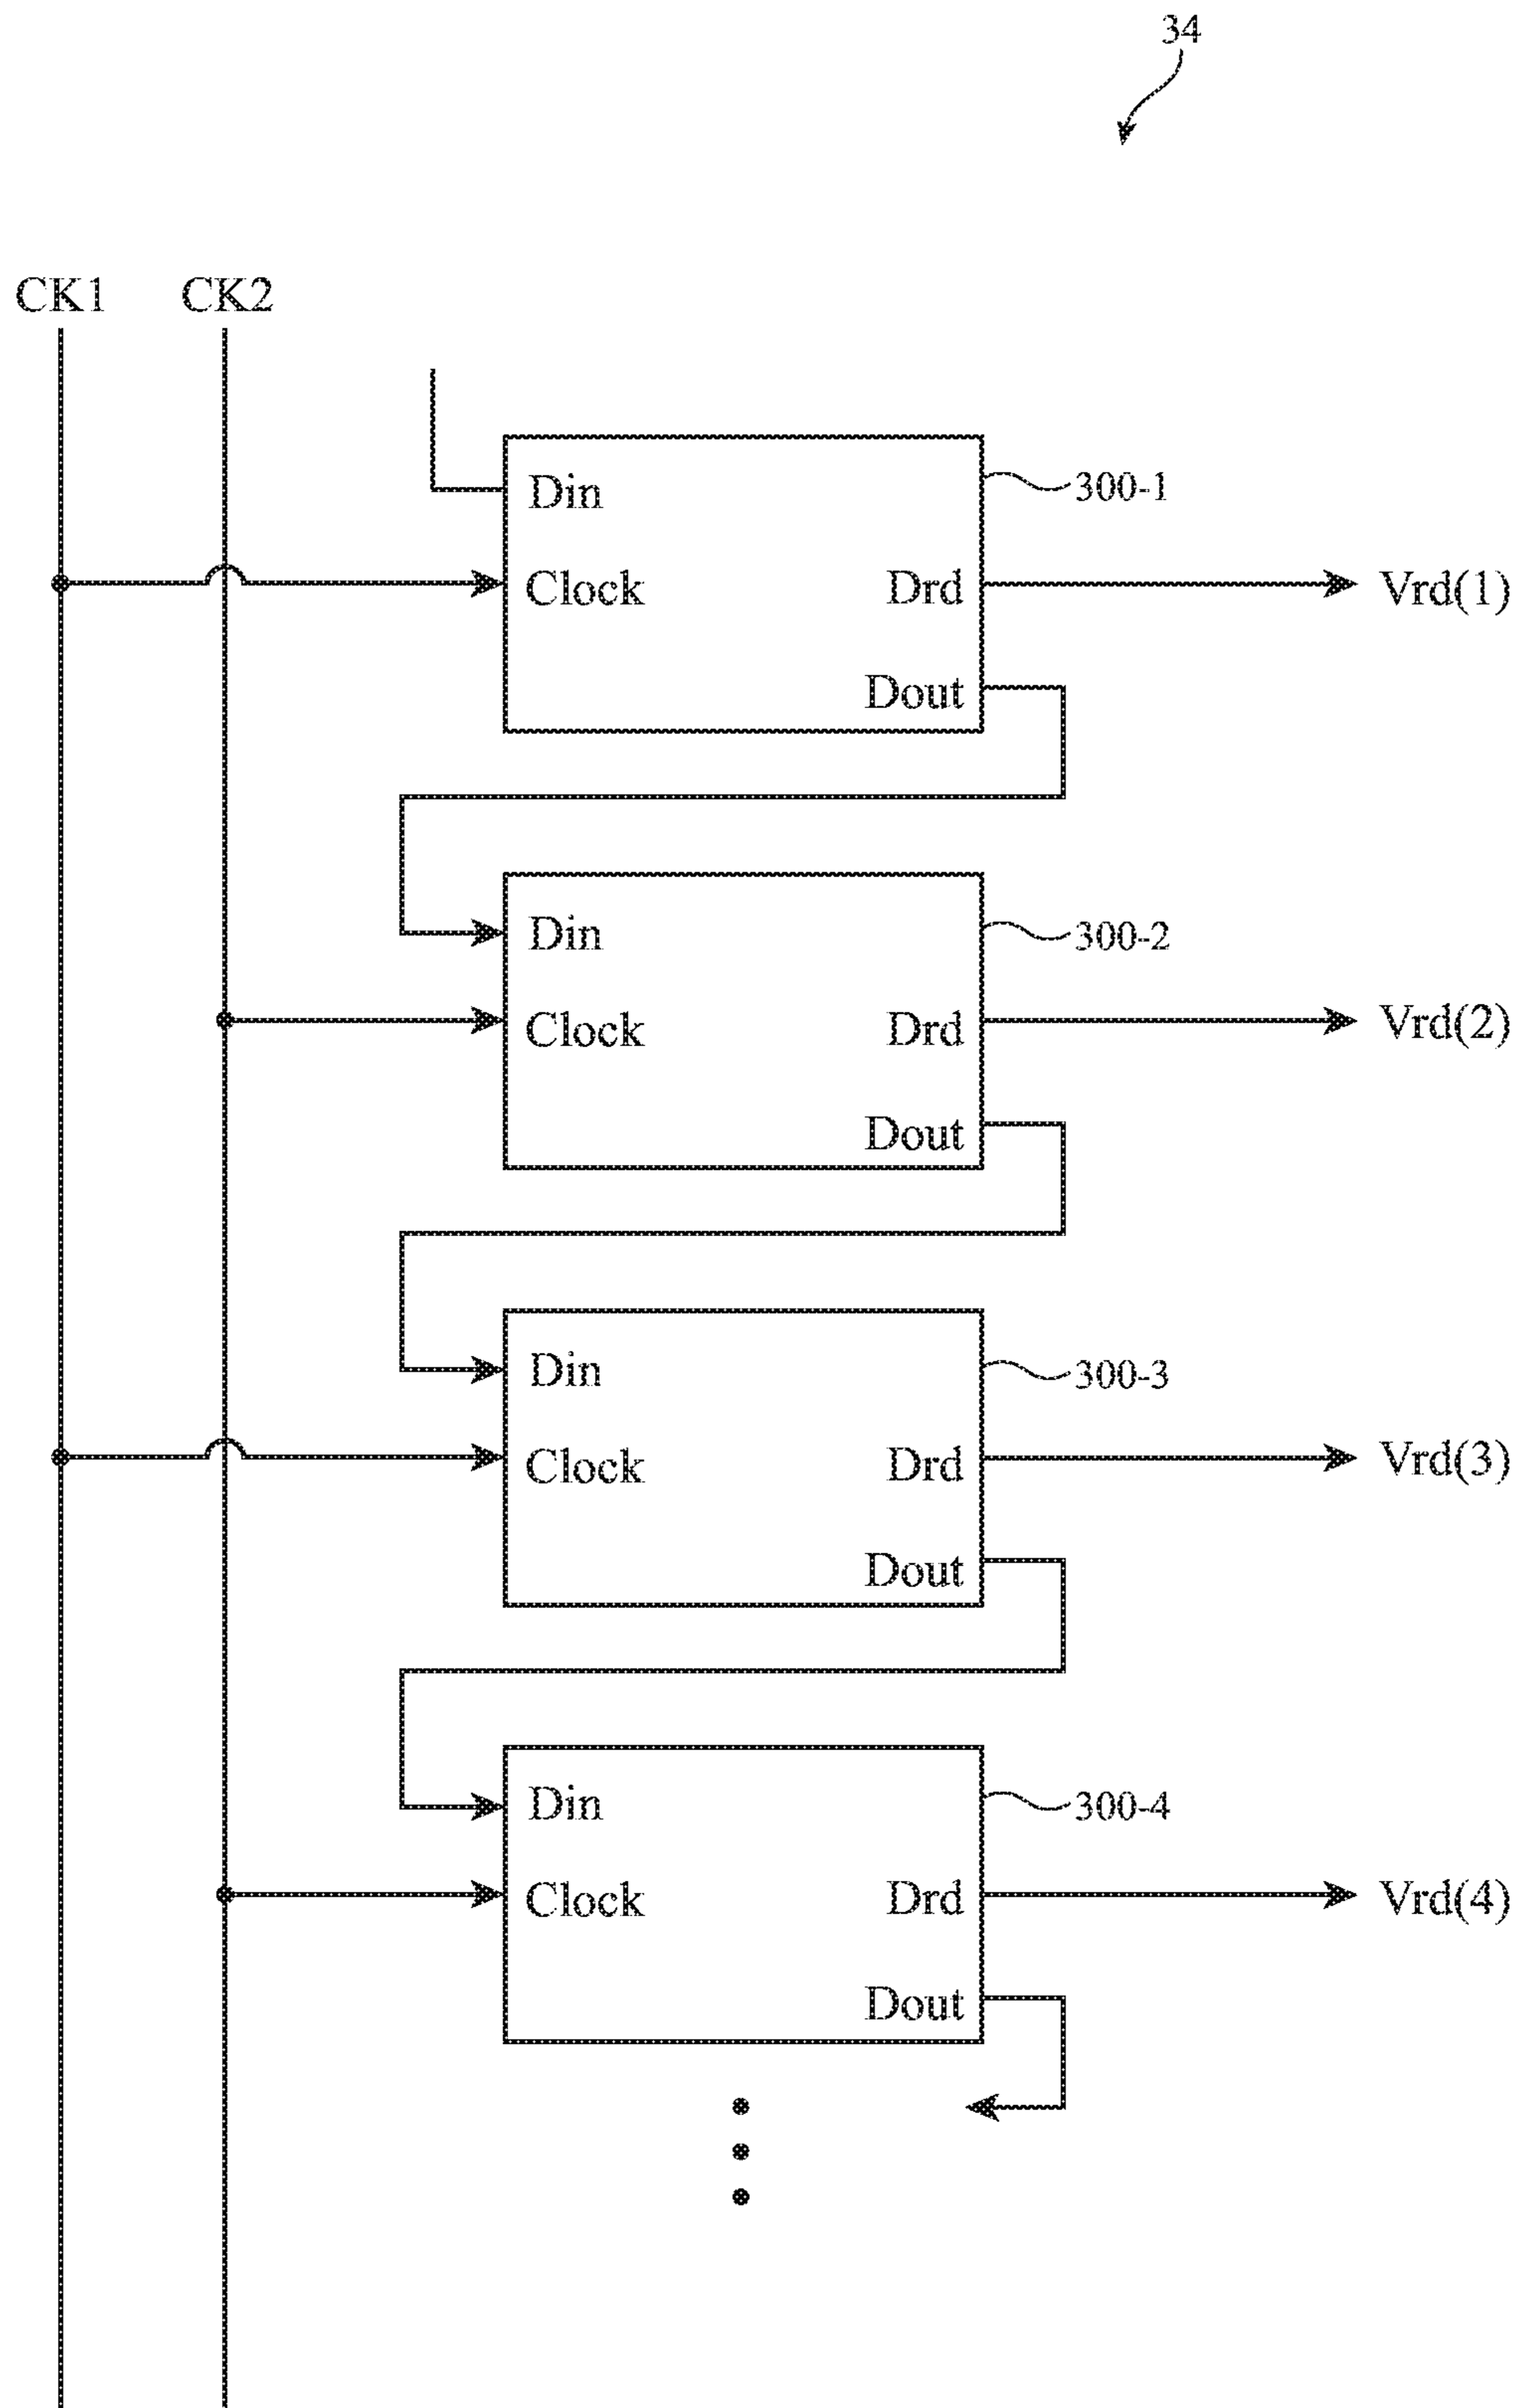 34
CK1 CK2
Din 300-1
Clock Drd Vrd(1)
Dout
Din 300-2
Clock Drd Vrd(2)
Dout
Din 300-3
Clock Drd Vrd(3)
Dout
Din 300-4
Clock Drd Vrd(4)
Dout